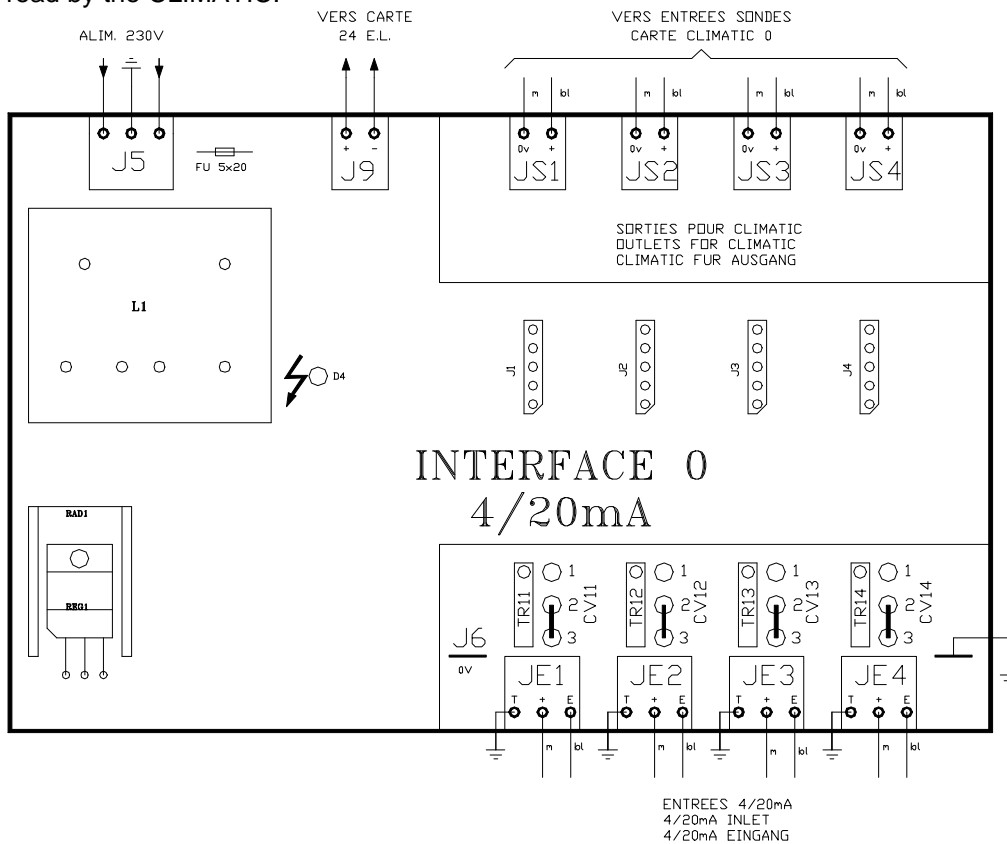 read by the CLIMATIC.
ALIM. 230V
VERS CARTE
24 E.L.
VERS ENTREES SONDES
CARTE CLIMATIC 0
m bl m bl m bl m bl
J5
FU 5x20
+ -
J9
0v +
JS1
0v +
JS2
0v +
JS3
0v +
JS4
SORTIES POUR CLIMATIC
OUTLETS FOR CLIMATIC
CLIMATIC FUR AUSGANG
L1
D4
J1
J2
J3
J4
INTERFACE 0
4/20mA
RAD1
REG1
TR11
1
2
3
CV11
TR12
1
2
3
CV12
TR13
1
2
3
CV13
TR14
1
2
3
CV14
J6
0V
JE1
T + E
JE2
T + E
JE3
T + E
JE4
T + E
m bl m bl m bl m bl
ENTREES 4/20mA
4/20mA INLET
4/20mA EINGANG